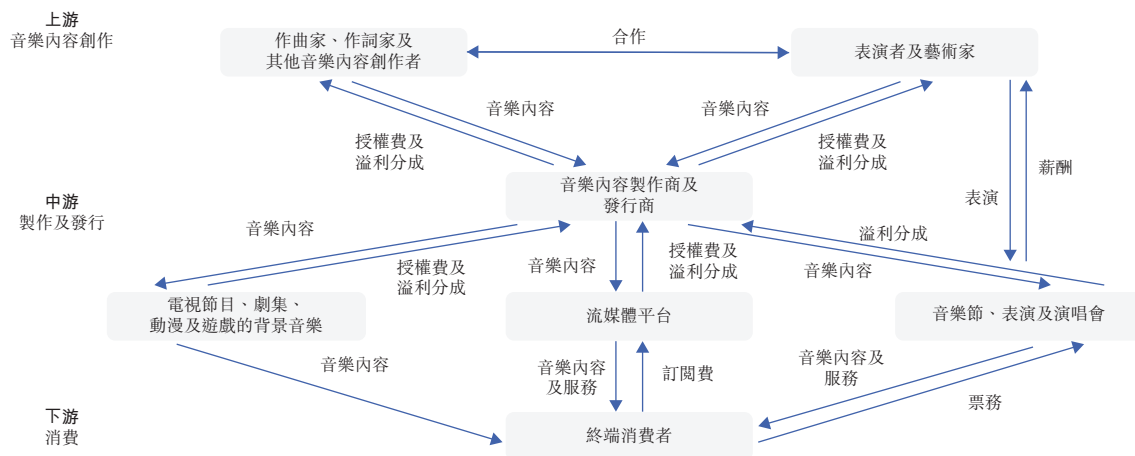 上游
音樂內容創作
作曲家、作詞家及
其他音樂內容創作者
合作
表演者及藝術家
音樂內容
音樂內容
授權費及
溢利分成
授權費及
溢利分成
薪酬
表演
中游
製作及發行
音樂內容製作商及
發行商
音樂內容
溢利分成
授權費及
溢利分成
音樂內容
授權費及
溢利分成
音樂內容
電視節目、劇集、
動漫及遊戲的背景音樂
流媒體平台
音樂節、表演及演唱會
音樂內容
音樂內容
及服務
訂閱費
音樂內容及
服務
票務
下游
消費
終端消費者